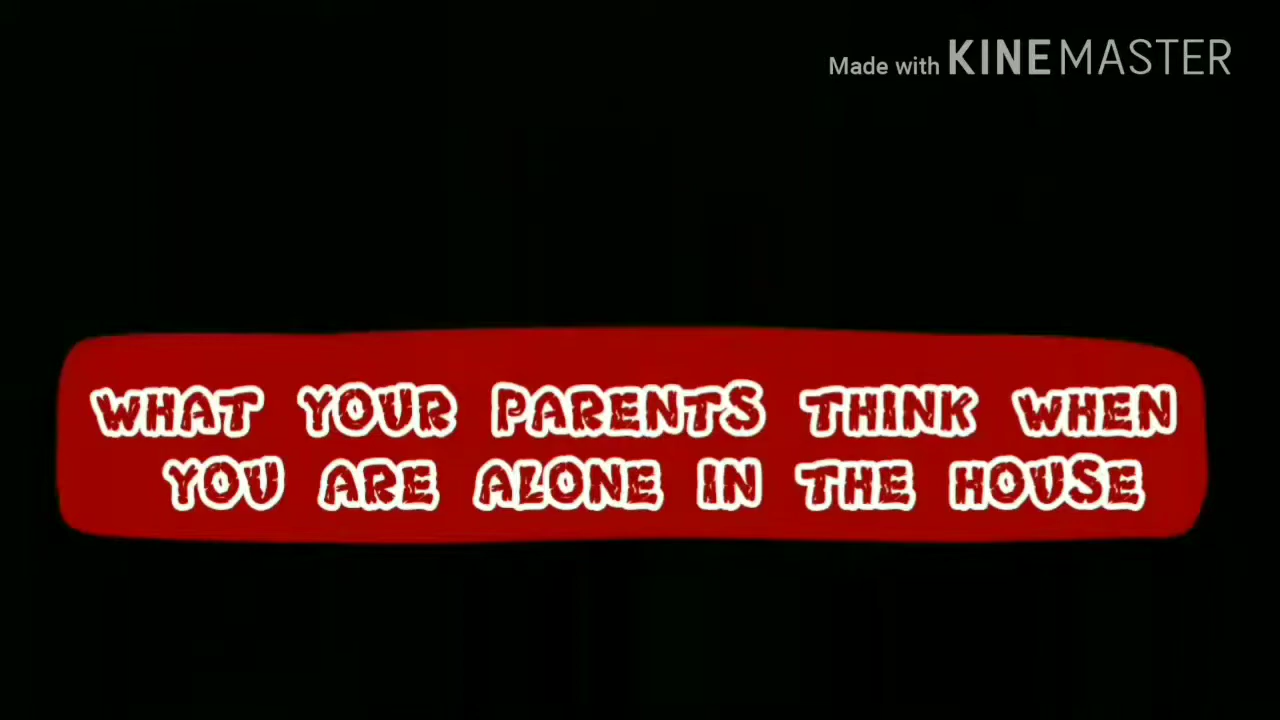 Made with KINEMASTER
WHAT YOUR PARENTS THINK WHEN
YOU ARE ALONE IN THE HOUSE